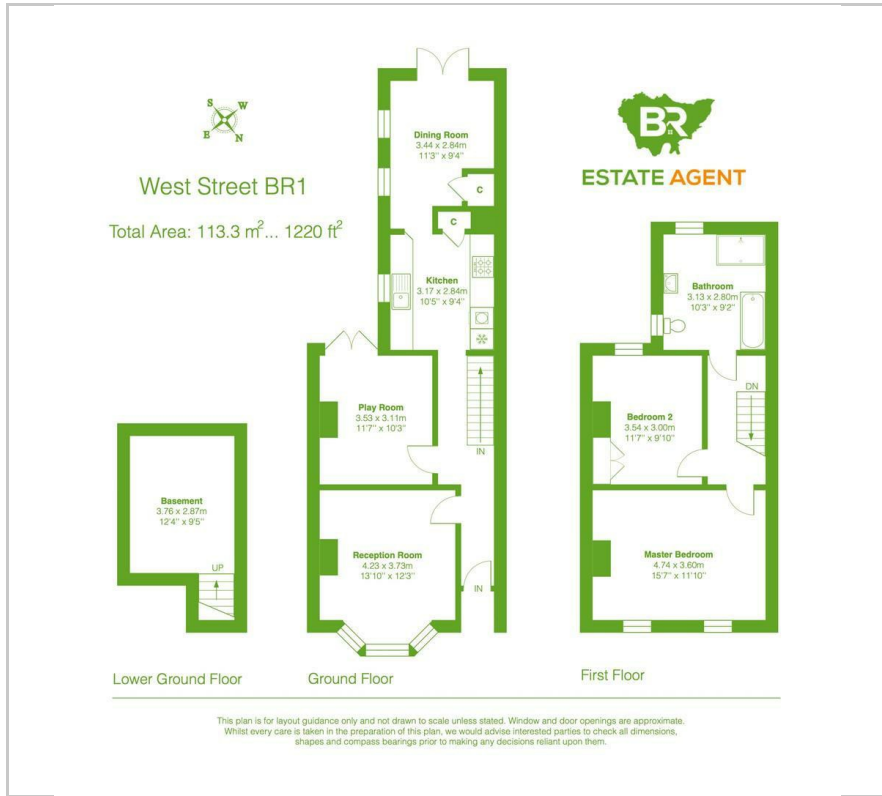 S
W
E
N
West Street BR1
Total Area: 113.3 m²... 1220 ft²
BR
ESTATE AGENT
Dining Room
3.44 x 2.84m
11'3" x 9'4"
C
C
Kitchen
3.17 x 2.84m
10'5" x 9'4"
Play Room
3.53 x 3.11m
11'7" x 10'3"
IN
Reception Room
4.23 x 3.73m
13'10" x 12'3"
IN
Basement
3.76 x 2.87m
12'4" x 9'5"
UP
Bathroom
3.13 x 2.80m
10'3" x 9'2"
Bedroom 2
3.54 x 3.00m
11'7" x 9'10"
DN
Master Bedroom
4.74 x 3.60m
15'7" x 11'10"
Lower Ground Floor
Ground Floor
First Floor
This plan is for layout guidance only and not drawn to scale unless stated. Window and door openings are approximate.
Whilst every care is taken in the preparation of this plan, we would advise interested parties to check all dimensions,
shapes and compass bearings prior to making any decisions reliant upon them.